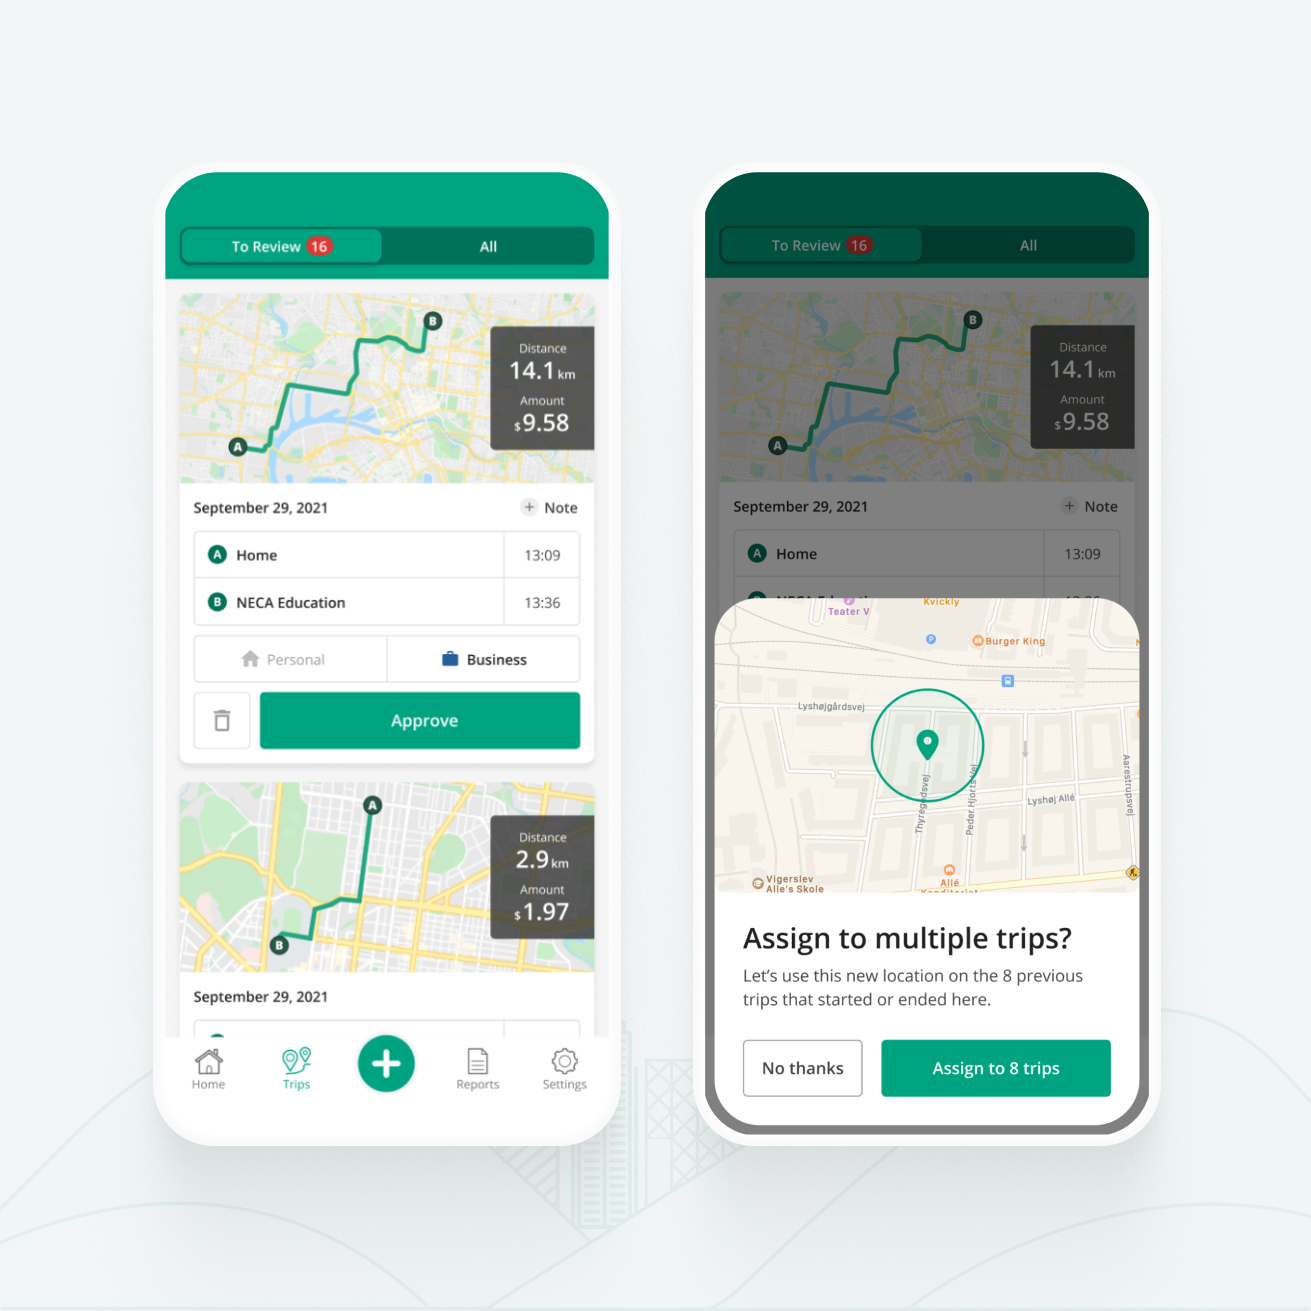 To Review 16
All
B
A
Distance
14.1 km
Amount
$9.58
September 29, 2021
+ Note
A Home 13:09
B NECA Education 13:36
Personal
Business
Approve
A
B
Distance
2.9 km
Amount
$1.97
September 29, 2021
Home
Trips
Reports
Settings
To Review 16
All
B
A
Distance
14.1 km
Amount
$9.58
September 29, 2021
+ Note
A Home 13:09
Teater V
Kvickly
P
Burger King
Lyshøjgårdsvej
Thyregodsvej
Peder Hjorts Vej
Lyshøj Allé
Aarestrupsvej
Vigerslev
Alle's Skole
Allé
Assign to multiple trips?
Let's use this new location on the 8 previous
trips that started or ended here.
No thanks
Assign to 8 trips